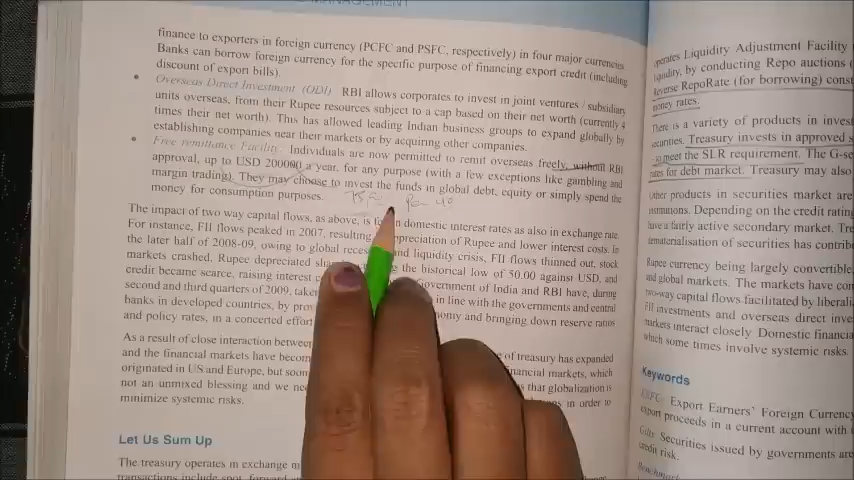 MANAGEMENT
finance to exporters in foreign currency (PCFC and PSFC, respectively) in four major currencies
Banks can borrow foreign currency for the specific purpose of financing export credit (including
discount of export bills).
• Overseas Direct Investment (ODI) RBI allows corporates to invest in joint ventures / subsidiary
units overseas, from their Rupee resources subject to a cap based on their net worth (currently 4
times their net worth). This has allowed leading Indian business groups to expand globally by
establishing companies near their markets or by acquiring other companies.
• Free remittance Facility. Individuals are now permitted to remit overseas freely, without RBI
approval, up to USD 200000 a year, for any purpose (with a few exceptions like gambling and
margin trading). They may choose to invest the funds in global debt, equity or simply spend the
money for consumption purposes.
The impact of two way capital flows, as above, is domestic interest rates as also in exchange rate.
For instance, FII flows peaked in 2007, resulting appreciation of Rupee and lower interest costs. In
the later half of 2008-09, owing to global and liquidity crisis, FII flows thinned out, stock
markets crashed, Rupee depreciated the historical low of 50.00 against USD, and
credit became scarce, raising interest Government of India and RBI have, during
second and third quarters of 2009, in line with the governments and central
banks in developed countries, by economy and bringing down reserve ratios
and policy rates, in a concerted
As a result of close interaction between of treasury has expanded
and the financial markets have financial markets, which
originated in US and Europe, but that globalization is
not an unmixed blessing and we in order to
minimize systemic risks.
Let Us Sum Up
The treasury operates in exchange
transactions include spot, forward
operates Liquidity Adjustment Facility
liquidity, by conducting Repo auctions
Reverse RepoRate (for borrowing)
money rates.
There is a variety of products in
securities. Treasury invests in approved
to meet the SLR requirement. The
rates for debt market. Treasury may also
Other products in securities market are
institutions. Depending on the credit rating
have a fairly active secondary market.
dematerialisation of securities has
Rupee currency being largely convertible
and global markets. The markets have
two-way capital flows facilitated by
FII investments and overseas direct
markets interact closely. Domestic
which some times involve systemic risks.
Keywords
Export Earners' Foreign Currency
export proceeds in a current account with
Gilts Securities issued by governments are
credit risk.
Benchmark